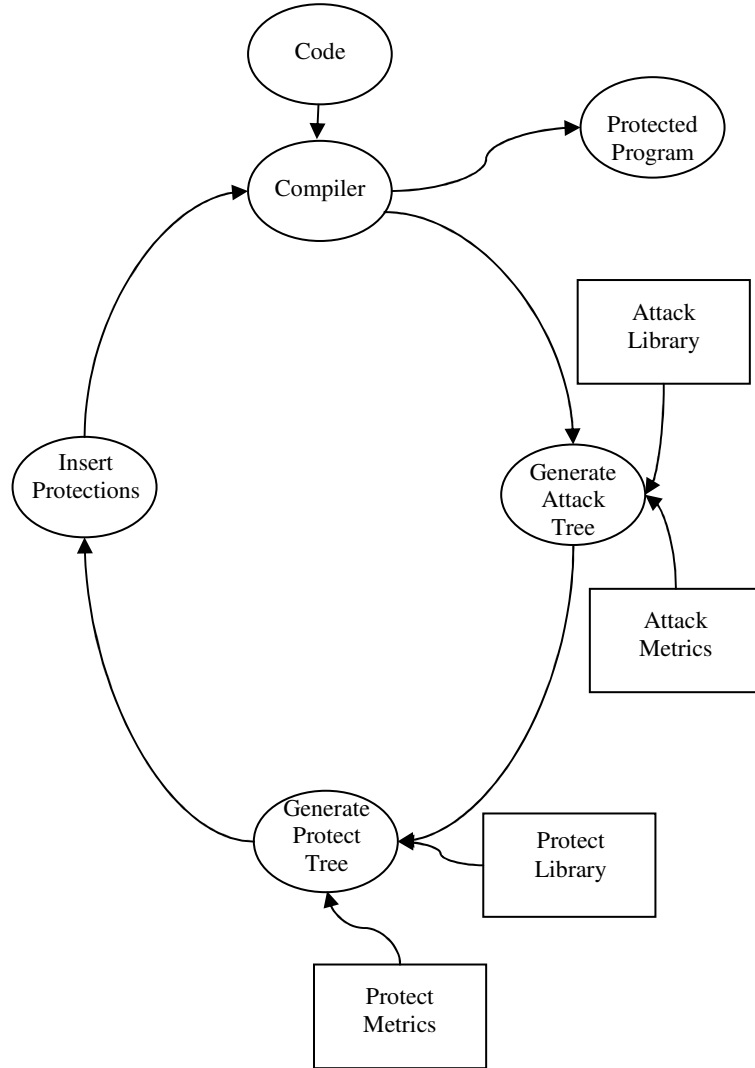 Code
Compiler
Protected
Program
Attack
Library
Insert
Protections
Generate
Attack
Tree
Attack
Metrics
Generate
Protect
Tree
Protect
Library
Protect
Metrics